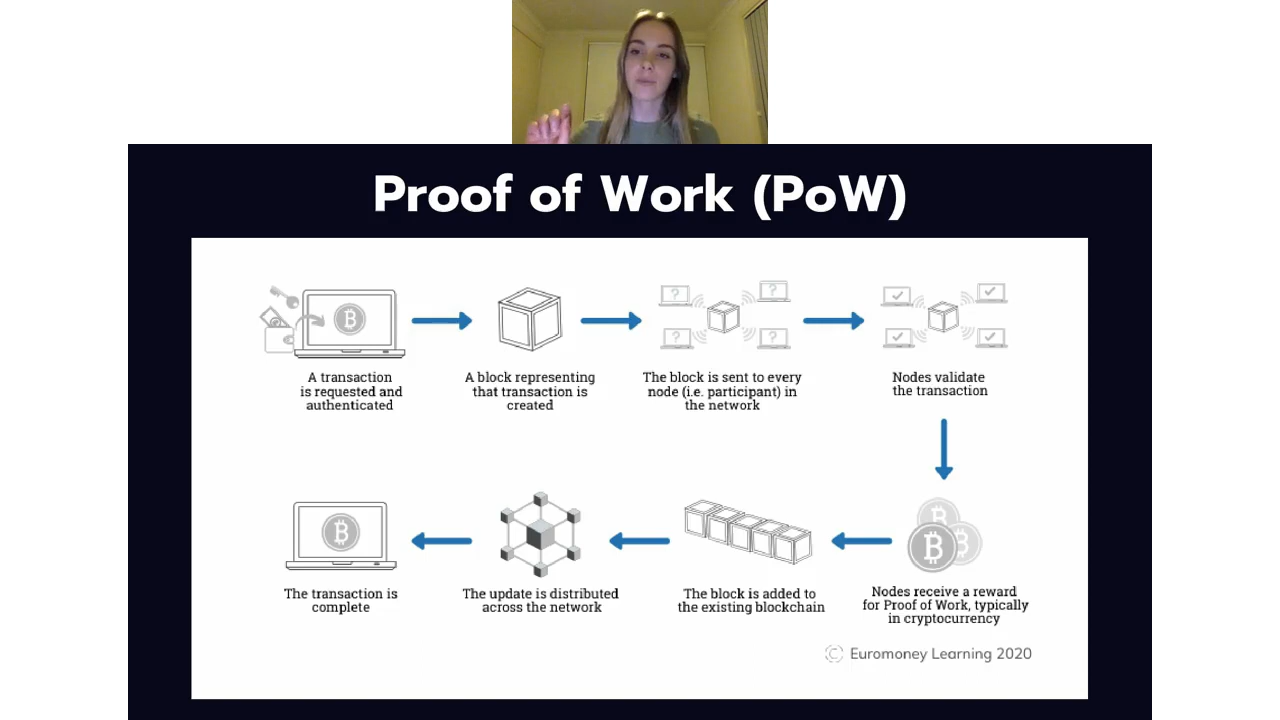 Proof of Work (PoW)
A transaction
is requested and
authenticated
A block representing
that transaction is
created
The block is sent to every
node (i.e. participant) in
the network
Nodes validate
the transaction
Nodes receive a reward
for Proof of Work, typically
in cryptocurrency
The block is added to
the existing blockchain
The update is distributed
across the network
The transaction is
complete
© Euromoney Learning 2020